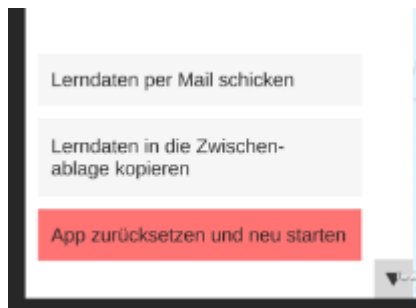 Lerndaten per Mail schicken
Lerndaten in die Zwischen-
ablage kopieren
App zurücksetzen und neu starten